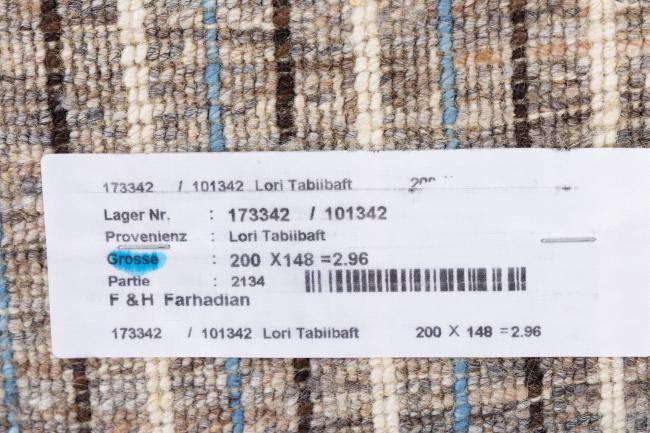 173342 / 101342 Lori Tabiibaft
Lager Nr. : 173342 / 101342
Provenienz : Lori Tabiibaft
Grosse : 200 X 148 = 2.96
Partie : 2134
F & H Farhadian
173342 / 101342 Lori Tabiibaft 200 X 148 = 2.96